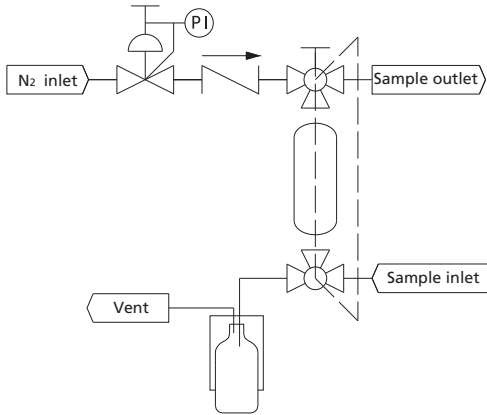 PI
N2 inlet
Sample outlet
Sample inlet
Vent